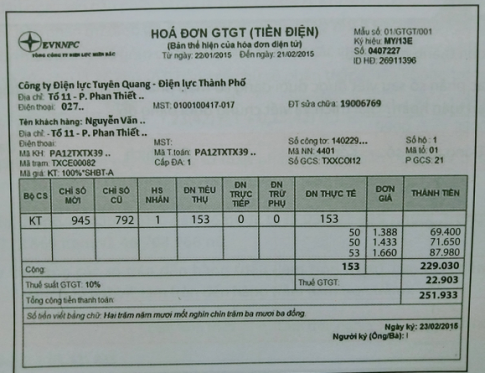 HOÁ ĐƠN GTGT (TIỀN ĐIỆN)
(Bản thể hiện của hóa đơn điện tử)
Từ ngày: 22/01/2015 Đến ngày: 21/02/2015
Mẫu số: 01/GTGT/001
Ký hiệu: MY/13E
Số: 0407227
ID HĐ: 26911396
EVNNPC
TỔNG CÔNG TY ĐIỆN LỰC MIỀN BẮC
Công ty Điện lực Tuyên Quang - Điện lực Thành Phố
Địa chỉ: Tổ 11 - P. Phan Thiết ..
Điện thoại: 027.. MST: 0100100417-017 ĐT sửa chữa: 19006769
Tên khách hàng: Nguyễn Văn ..
Địa chỉ: - Tổ 11 - P. Phan Thiết ..
Điện thoại: MST: Số công tơ: 140229... Số hộ: 1
Mã KH: PA12TXTX39 .. Mã T.toán: PA12TXTX39 .. Mã NN: 4401 Mã tổ: 01
Mã trạm: TXCE00082 Cấp ĐA: 1 Số GCS: TXXCOI12 P GCS: 21
Mã giá: KT: 100%*SHBT-A
BỘ CS CHỈ SỐ MỚI CHỈ SỐ CŨ HS NHÂN ĐN TIÊU THỤ ĐN TRỰC TIẾP ĐN TRỪ PHỤ ĐN THỰC TẾ ĐƠN GIÁ THÀNH TIỀN
KT 945 792 1 153 0 0 153
50 1.388 69.400
50 1.433 71.650
53 1.660 87.980
Cộng: 153 229.030
Thuế suất GTGT: 10% Thuế GTGT: 22.903
Tổng cộng tiền thanh toán: 251.933
Số tiền viết bằng chữ: Hai trăm năm mươi mốt nghìn chín trăm ba mươi ba đồng.
Ngày ký: 23/02/2015
Người ký (Ông/Bà):